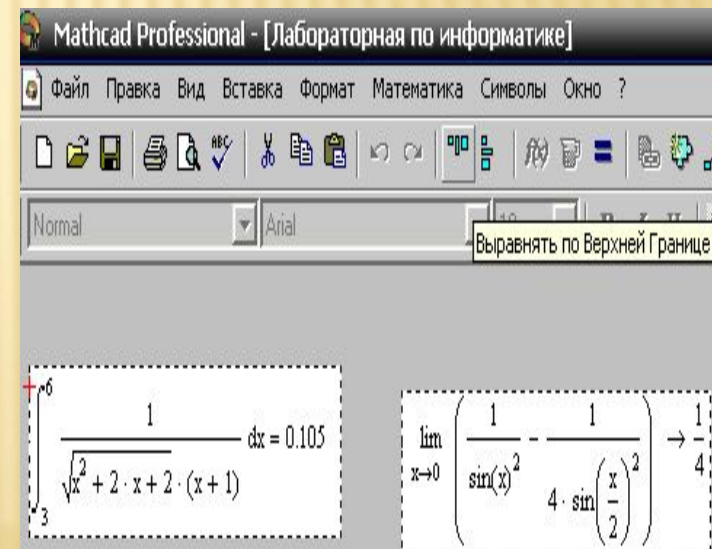 Mathcad Professional - [Лабораторная по информатике]
Файл Правка Вид Вставка Формат Математика Символы Окно ?
ABC f(x) =
Normal Arial
Выравнять по Верхней Границе
∫₃⁶ 1 / (√(x² + 2 · x + 2) · (x + 1)) dx = 0.105
lim x→0 (1 / sin(x)² - 1 / (4 · sin(x/2)²)) → 1/4